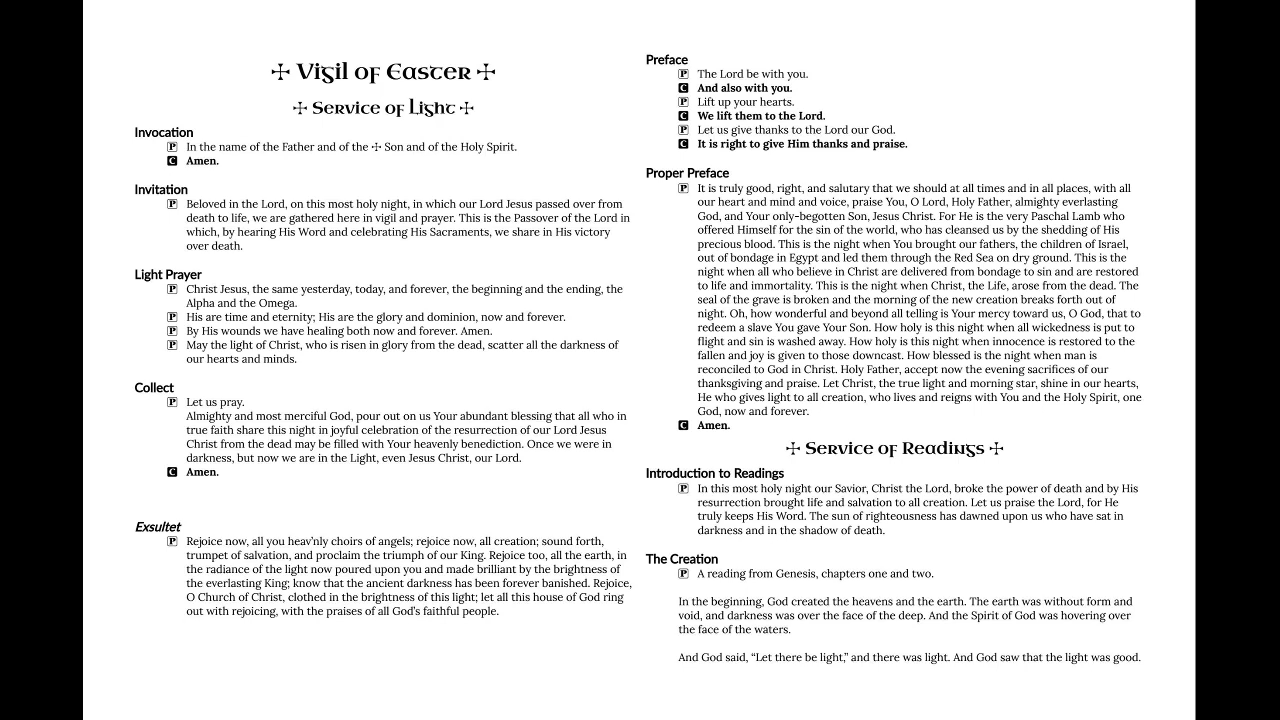 ☩ Vigil of Easter ☩
☩ Service of Light ☩
Invocation
P In the name of the Father and of the ☩ Son and of the Holy Spirit.
C Amen.
Invitation
P Beloved in the Lord, on this most holy night, in which our Lord Jesus passed over from
death to life, we are gathered here in vigil and prayer. This is the Passover of the Lord in
which, by hearing His Word and celebrating His Sacraments, we share in His victory
over death.
Light Prayer
P Christ Jesus, the same yesterday, today, and forever, the beginning and the ending, the
Alpha and the Omega.
P His are time and eternity; His are the glory and dominion, now and forever.
P By His wounds we have healing both now and forever. Amen.
P May the light of Christ, who is risen in glory from the dead, scatter all the darkness of
our hearts and minds.
Collect
P Let us pray.
Almighty and most merciful God, pour out on us Your abundant blessing that all who in
true faith share this night in joyful celebration of the resurrection of our Lord Jesus
Christ from the dead may be filled with Your heavenly benediction. Once we were in
darkness, but now we are in the Light, even Jesus Christ, our Lord.
C Amen.
Exsultet
P Rejoice now, all you heav’nly choirs of angels; rejoice now, all creation; sound forth,
trumpet of salvation, and proclaim the triumph of our King. Rejoice too, all the earth, in
the radiance of the light now poured upon you and made brilliant by the brightness of
the everlasting King; know that the ancient darkness has been forever banished. Rejoice,
O Church of Christ, clothed in the brightness of this light; let all this house of God ring
out with rejoicing, with the praises of all God’s faithful people.
Preface
P The Lord be with you.
C And also with you.
P Lift up your hearts.
C We lift them to the Lord.
P Let us give thanks to the Lord our God.
C It is right to give Him thanks and praise.
Proper Preface
P It is truly good, right, and salutary that we should at all times and in all places, with all
our heart and mind and voice, praise You, O Lord, Holy Father, almighty everlasting
God, and Your only-begotten Son, Jesus Christ. For He is the very Paschal Lamb who
offered Himself for the sin of the world, who has cleansed us by the shedding of His
precious blood. This is the night when You brought our fathers, the children of Israel,
out of bondage in Egypt and led them through the Red Sea on dry ground. This is the
night when all who believe in Christ are delivered from bondage to sin and are restored
to life and immortality. This is the night when Christ, the Life, arose from the dead. The
seal of the grave is broken and the morning of the new creation breaks forth out of
night. Oh, how wonderful and beyond all telling is Your mercy toward us, O God, that to
redeem a slave You gave Your Son. How holy is this night when all wickedness is put to
flight and sin is washed away. How holy is this night when innocence is restored to the
fallen and joy is given to those downcast. How blessed is the night when man is
reconciled to God in Christ. Holy Father, accept now the evening sacrifices of our
thanksgiving and praise. Let Christ, the true light and morning star, shine in our hearts,
He who gives light to all creation, who lives and reigns with You and the Holy Spirit, one
God, now and forever.
C Amen.
☩ Service of Readings ☩
Introduction to Readings
P In this most holy night our Savior, Christ the Lord, broke the power of death and by His
resurrection brought life and salvation to all creation. Let us praise the Lord, for He
truly keeps His Word. The sun of righteousness has dawned upon us who have sat in
darkness and in the shadow of death.
The Creation
P A reading from Genesis, chapters one and two.
In the beginning, God created the heavens and the earth. The earth was without form and
void, and darkness was over the face of the deep. And the Spirit of God was hovering over
the face of the waters.
And God said, “Let there be light,” and there was light. And God saw that the light was good.